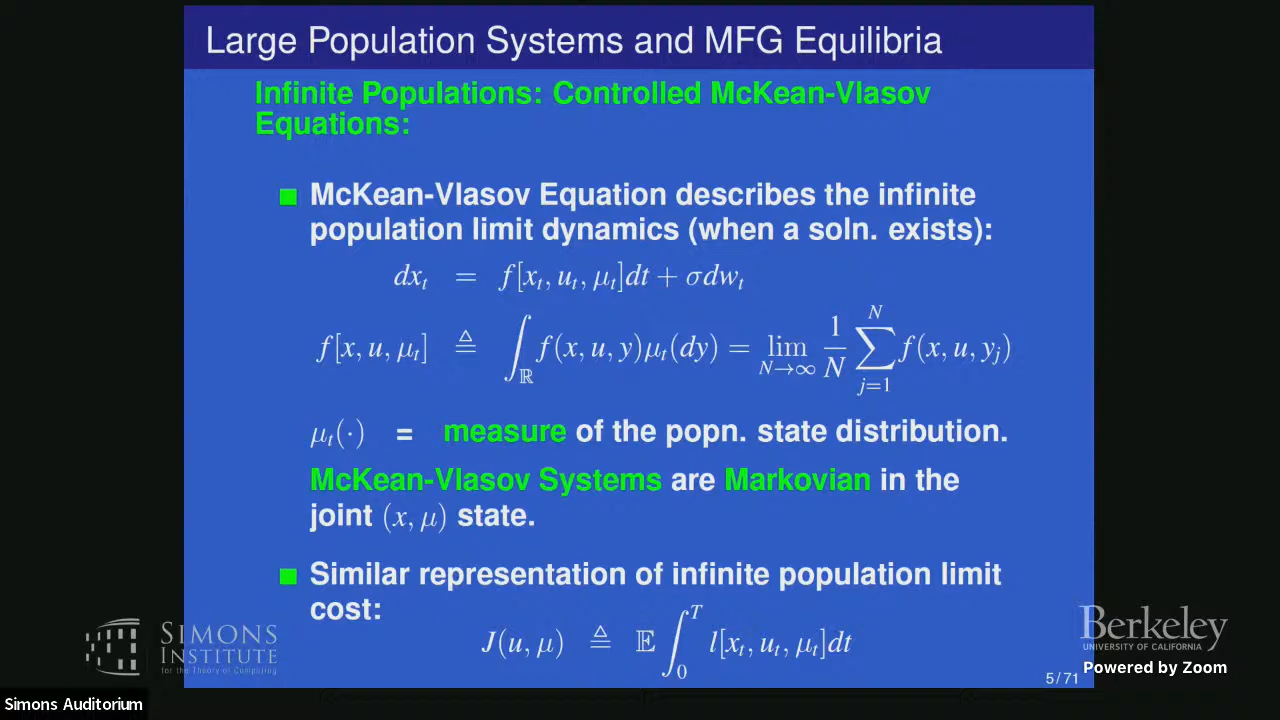 Large Population Systems and MFG Equilibria
Infinite Populations: Controlled McKean-Vlasov
Equations:
McKean-Vlasov Equation describes the infinite
population limit dynamics (when a soln. exists):
dx_t = f[x_t, u_t, μ_t]dt + σdw_t
f[x, u, μ_t] ≜ ∫_ℝ f(x, u, y)μ_t(dy) = lim_{N→∞} 1/N ∑_{j=1}^{N} f(x, u, y_j)
μ_t(·) = measure of the popn. state distribution.
McKean-Vlasov Systems are Markovian in the
joint (x, μ) state.
Similar representation of infinite population limit
cost:
J(u, μ) ≜ 𝔼 ∫_0^T l[x_t, u_t, μ_t]dt
5/71
SIMONS
INSTITUTE
for the Theory of Computing
Berkeley
UNIVERSITY OF CALIFORNIA
Powered by Zoom
Simons Auditorium